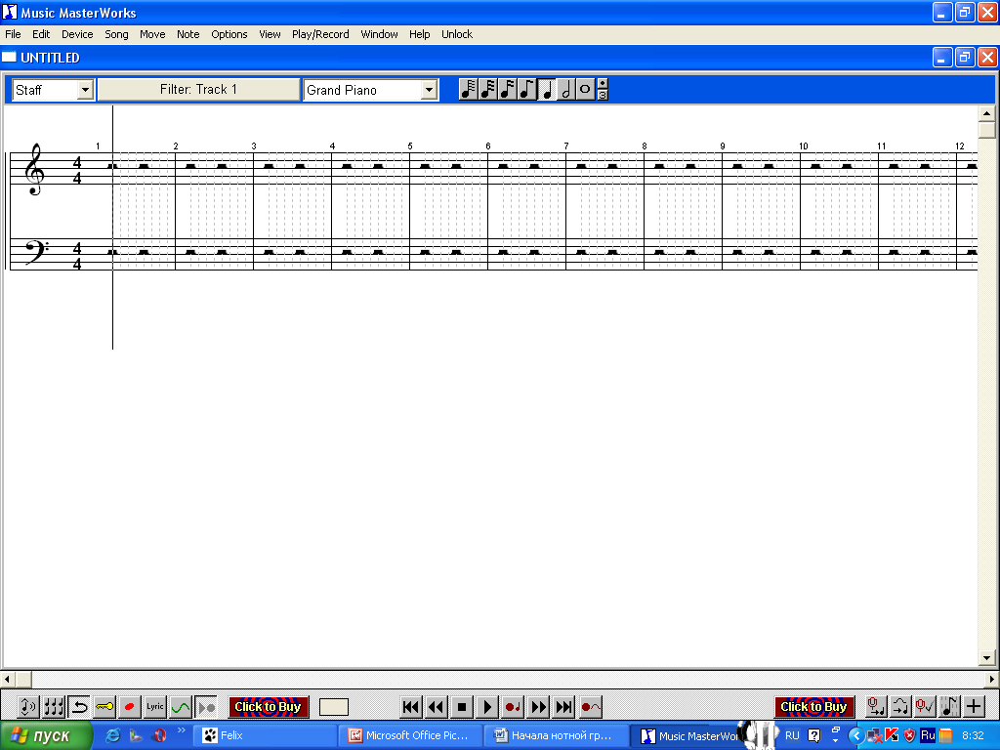 Music MasterWorks
File Edit Device Song Move Note Options View Play/Record Window Help Unlock
UNTITLED
Staff Filter: Track 1 Grand Piano 3
1 2 3 4 5 6 7 8 9 10 11 12
4 4
4 4
Lyric Click to Buy Click to Buy
пуск Felix Microsoft Office Pic... Начала нотной гр... Music MasterWo RU Ru 8:32